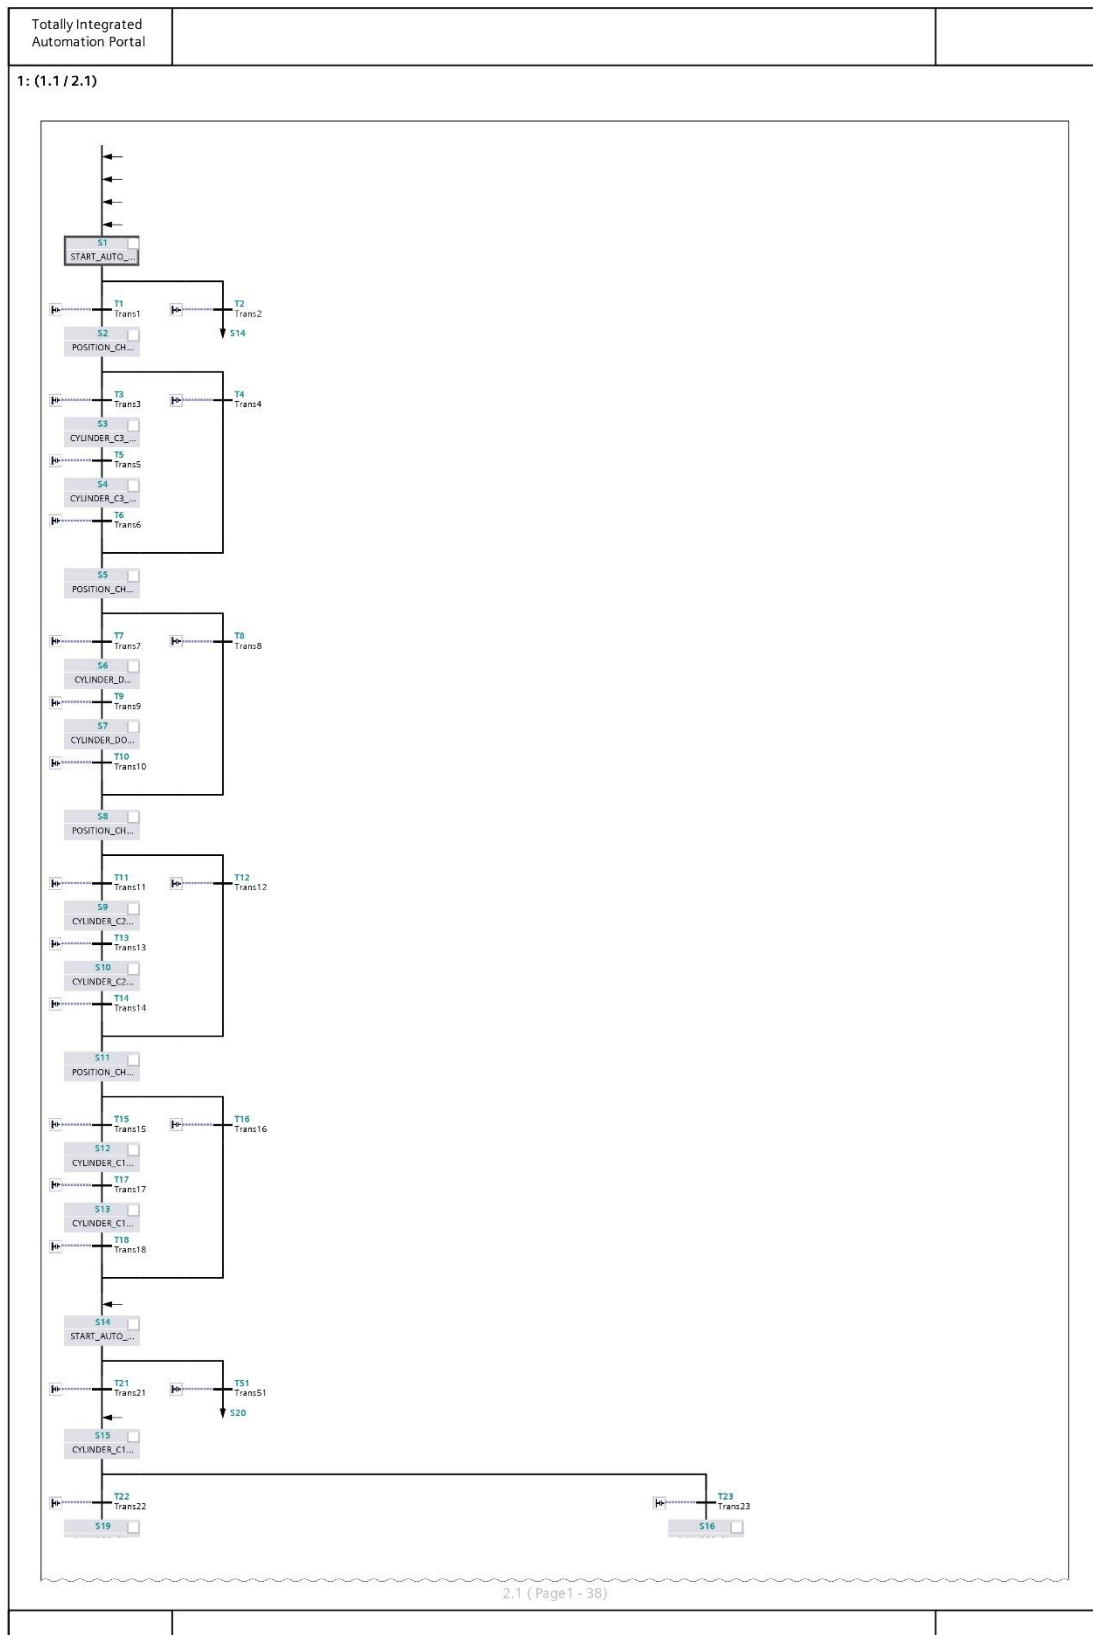 Totally Integrated
Automation Portal
1: (1.1 / 2.1)
S1
START_AUTO_...
T1
Trans1
T2
Trans2
S14
S2
POSITION_CH...
T3
Trans3
T4
Trans4
S3
CYLINDER_C3_...
T5
Trans5
S4
CYLINDER_C3_...
T6
Trans6
S5
POSITION_CH...
T7
Trans7
T8
Trans8
S6
CYLINDER_D...
T9
Trans9
S7
CYLINDER_DO...
T10
Trans10
S8
POSITION_CH...
T11
Trans11
T12
Trans12
S9
CYLINDER_C2...
T13
Trans13
S10
CYLINDER_C2...
T14
Trans14
S11
POSITION_CH...
T15
Trans15
T16
Trans16
S12
CYLINDER_C1...
T17
Trans17
S13
CYLINDER_C1...
T18
Trans18
S14
START_AUTO_...
T21
Trans21
T51
Trans51
S20
S15
CYLINDER_C1...
T22
Trans22
T23
Trans23
S19
S16
2.1 ( Page1 - 38)